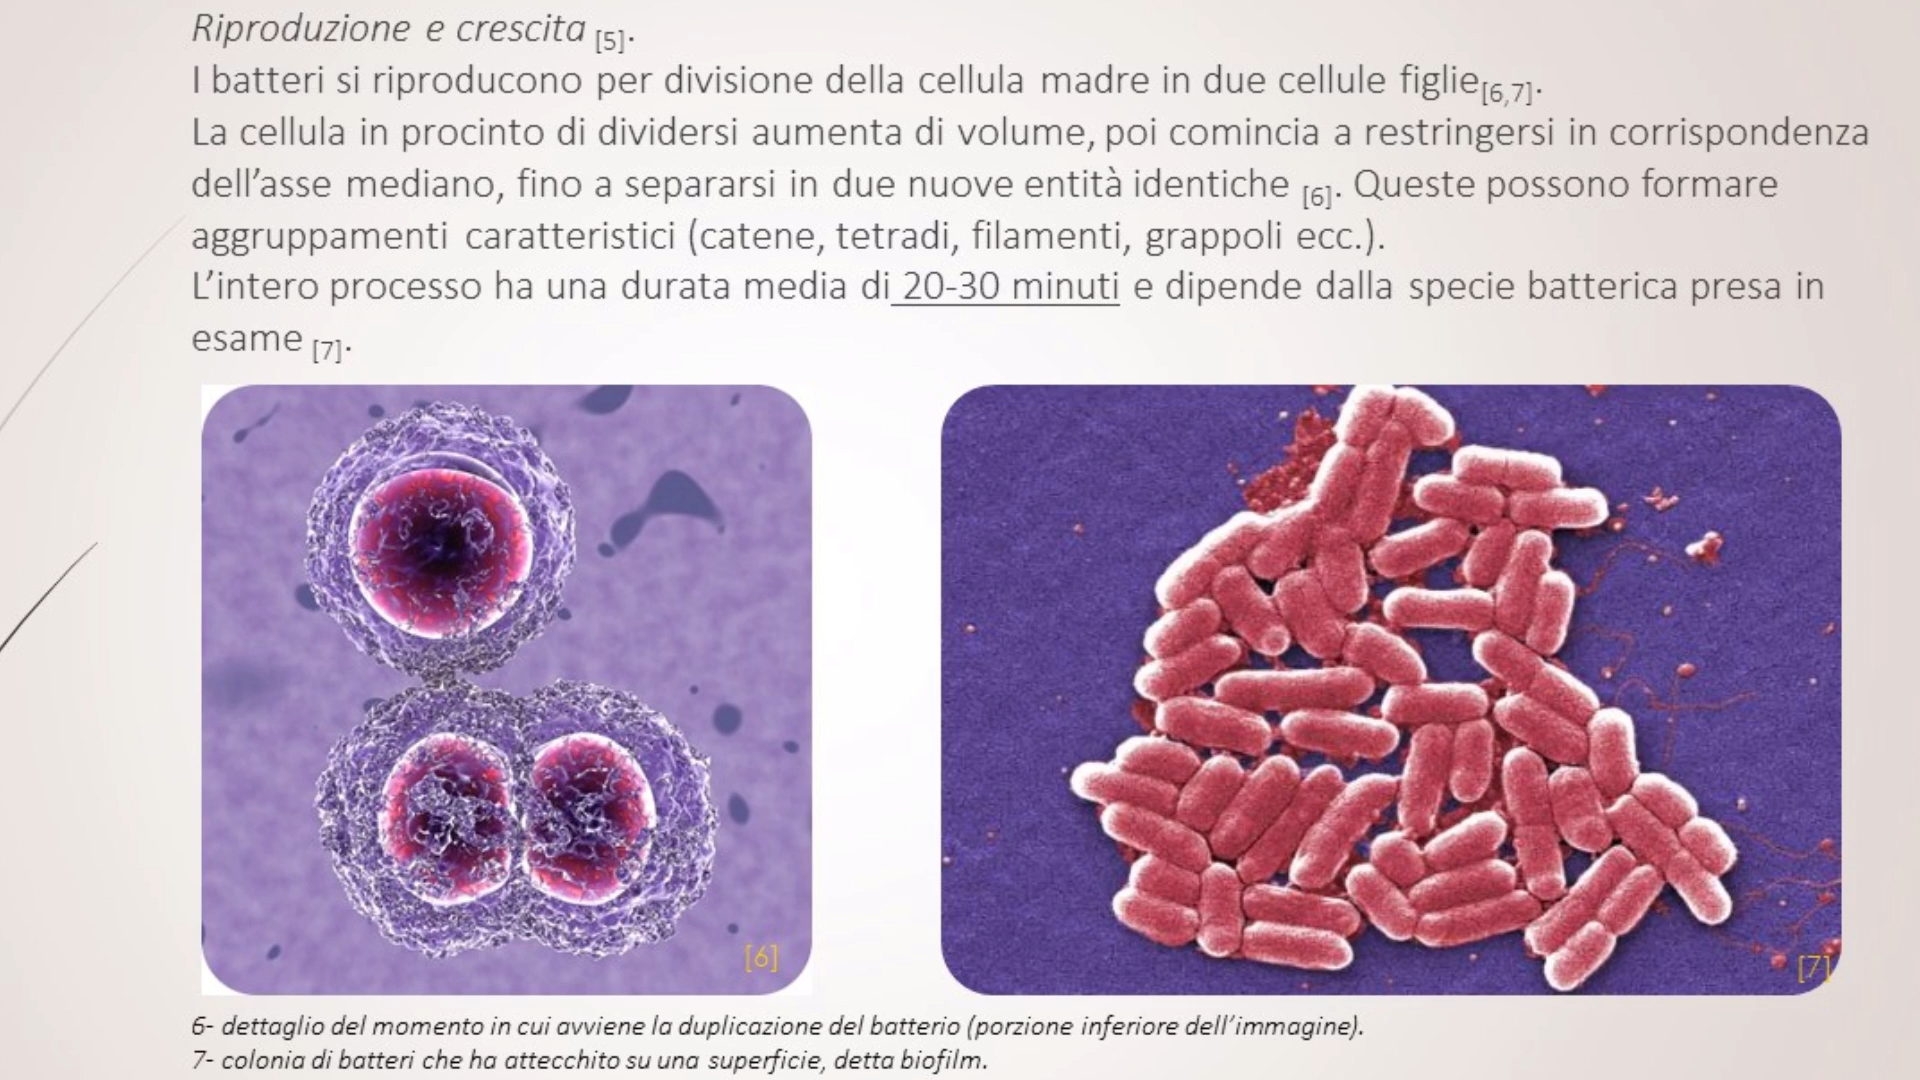 Riproduzione e crescita [5].
I batteri si riproducono per divisione della cellula madre in due cellule figlie[6,7].
La cellula in procinto di dividersi aumenta di volume, poi comincia a restringersi in corrispondenza
dell’asse mediano, fino a separarsi in due nuove entità identiche [6]. Queste possono formare
aggruppamenti caratteristici (catene, tetradi, filamenti, grappoli ecc.).
L’intero processo ha una durata media di 20-30 minuti e dipende dalla specie batterica presa in
esame [7].
[6]
[7]
6- dettaglio del momento in cui avviene la duplicazione del batterio (porzione inferiore dell’immagine).
7- colonia di batteri che ha attecchito su una superficie, detta biofilm.